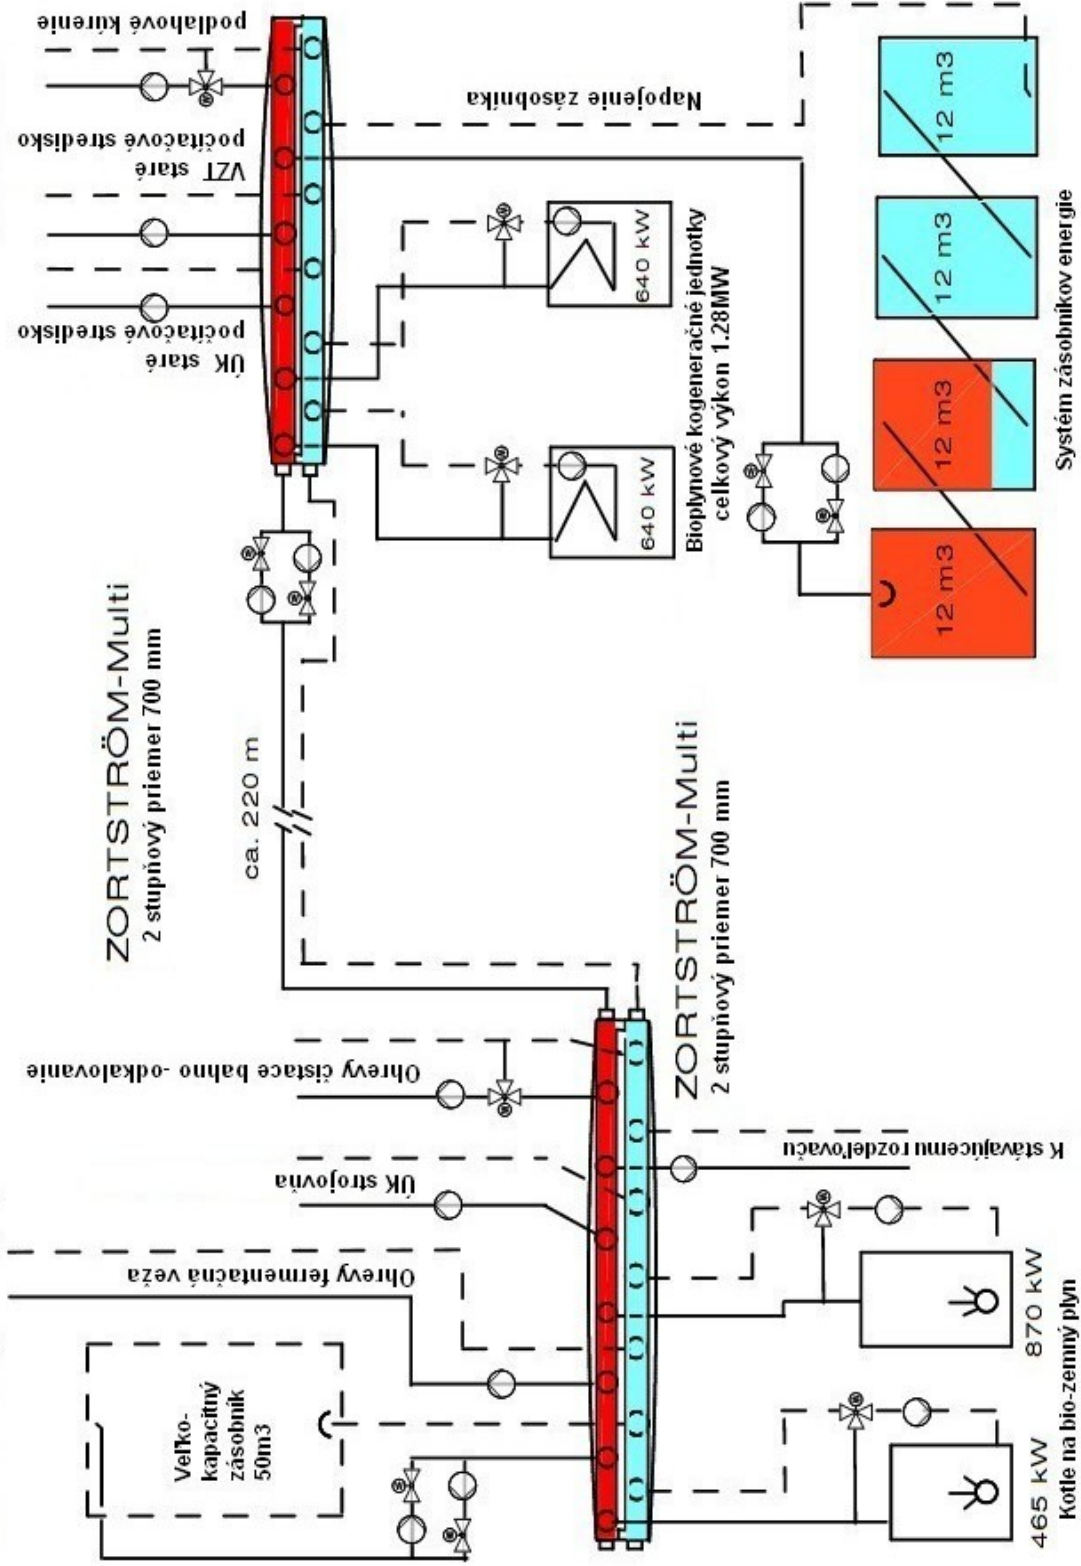 Veľko-
kapacitný
zásobník
50m3
Ohrevy fermentačná veža
ÚK strojovňa
Ohrevy čistace bahno -odkalovanie
465 kW
870 kW
Kotle na bio-zemný plyn
K stávajúcemu rozdeľovaču
ZORTSTRÖM-Multi
2 stupňový priemer 700 mm
ca. 220 m
ZORTSTRÖM-Multi
2 stupňový priemer 700 mm
ÚK staré
počítačové stredisko
VZT staré
počítačové stredisko
podlahové kúrenie
640 kW
640 kW
Bioplynové kogeneračné jednotky
celkový výkon 1.28MW
Napojenie zásobníka
12 m3
12 m3
12 m3
12 m3
Systém zásobníkov energie